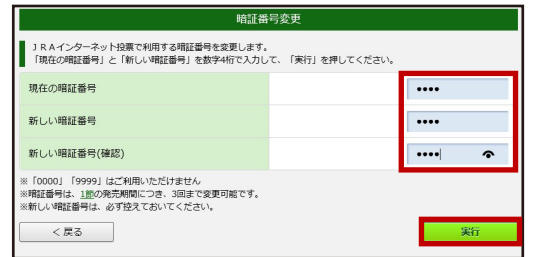 暗証番号変更
ＪＲＡインターネット投票で利用する暗証番号を変更します。
「現在の暗証番号」と「新しい暗証番号」を数字4桁で入力して、「実行」を押してください。
現在の暗証番号 ••••
新しい暗証番号 ••••
新しい暗証番号(確認) ••••
※「0000」「9999」はご利用いただけません
※暗証番号は、1節の発売期間につき、3回まで変更可能です。
※新しい暗証番号は、必ず控えておいてください。
＜戻る 実行